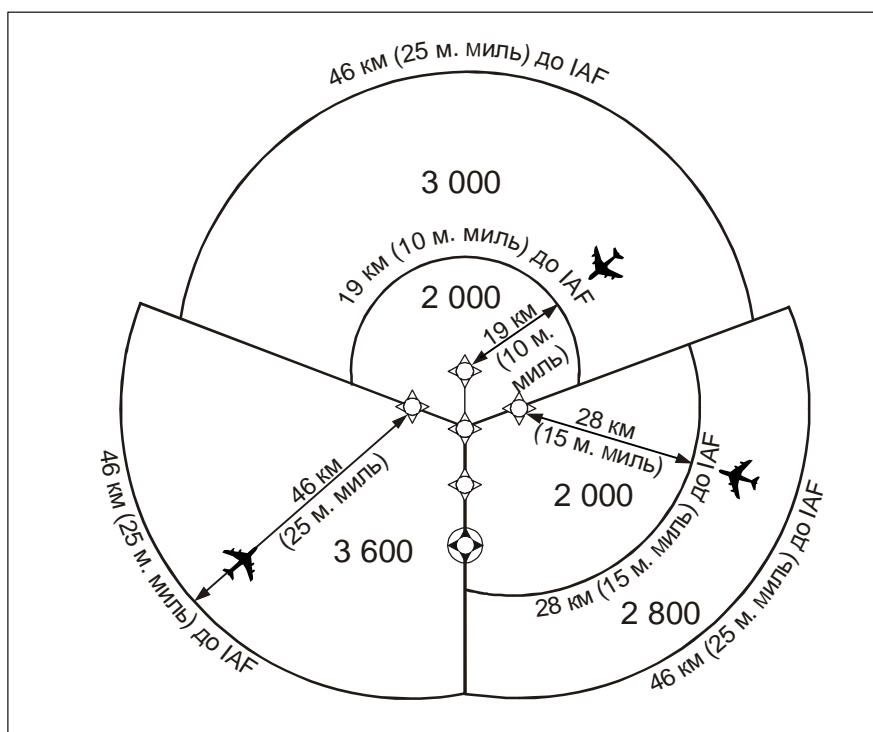 46 км (25 м. миль) до IAF
3 000
19 км (10 м. миль) до IAF
2 000
19 км
(10 м.
миль)
28 км
(15 м. миль)
2 000
46 км
(25 м. миль)
3 600
28 км (15 м. миль) до IAF
2 800
46 км (25 м. миль) до IAF
46 км (25 м. миль) до IAF